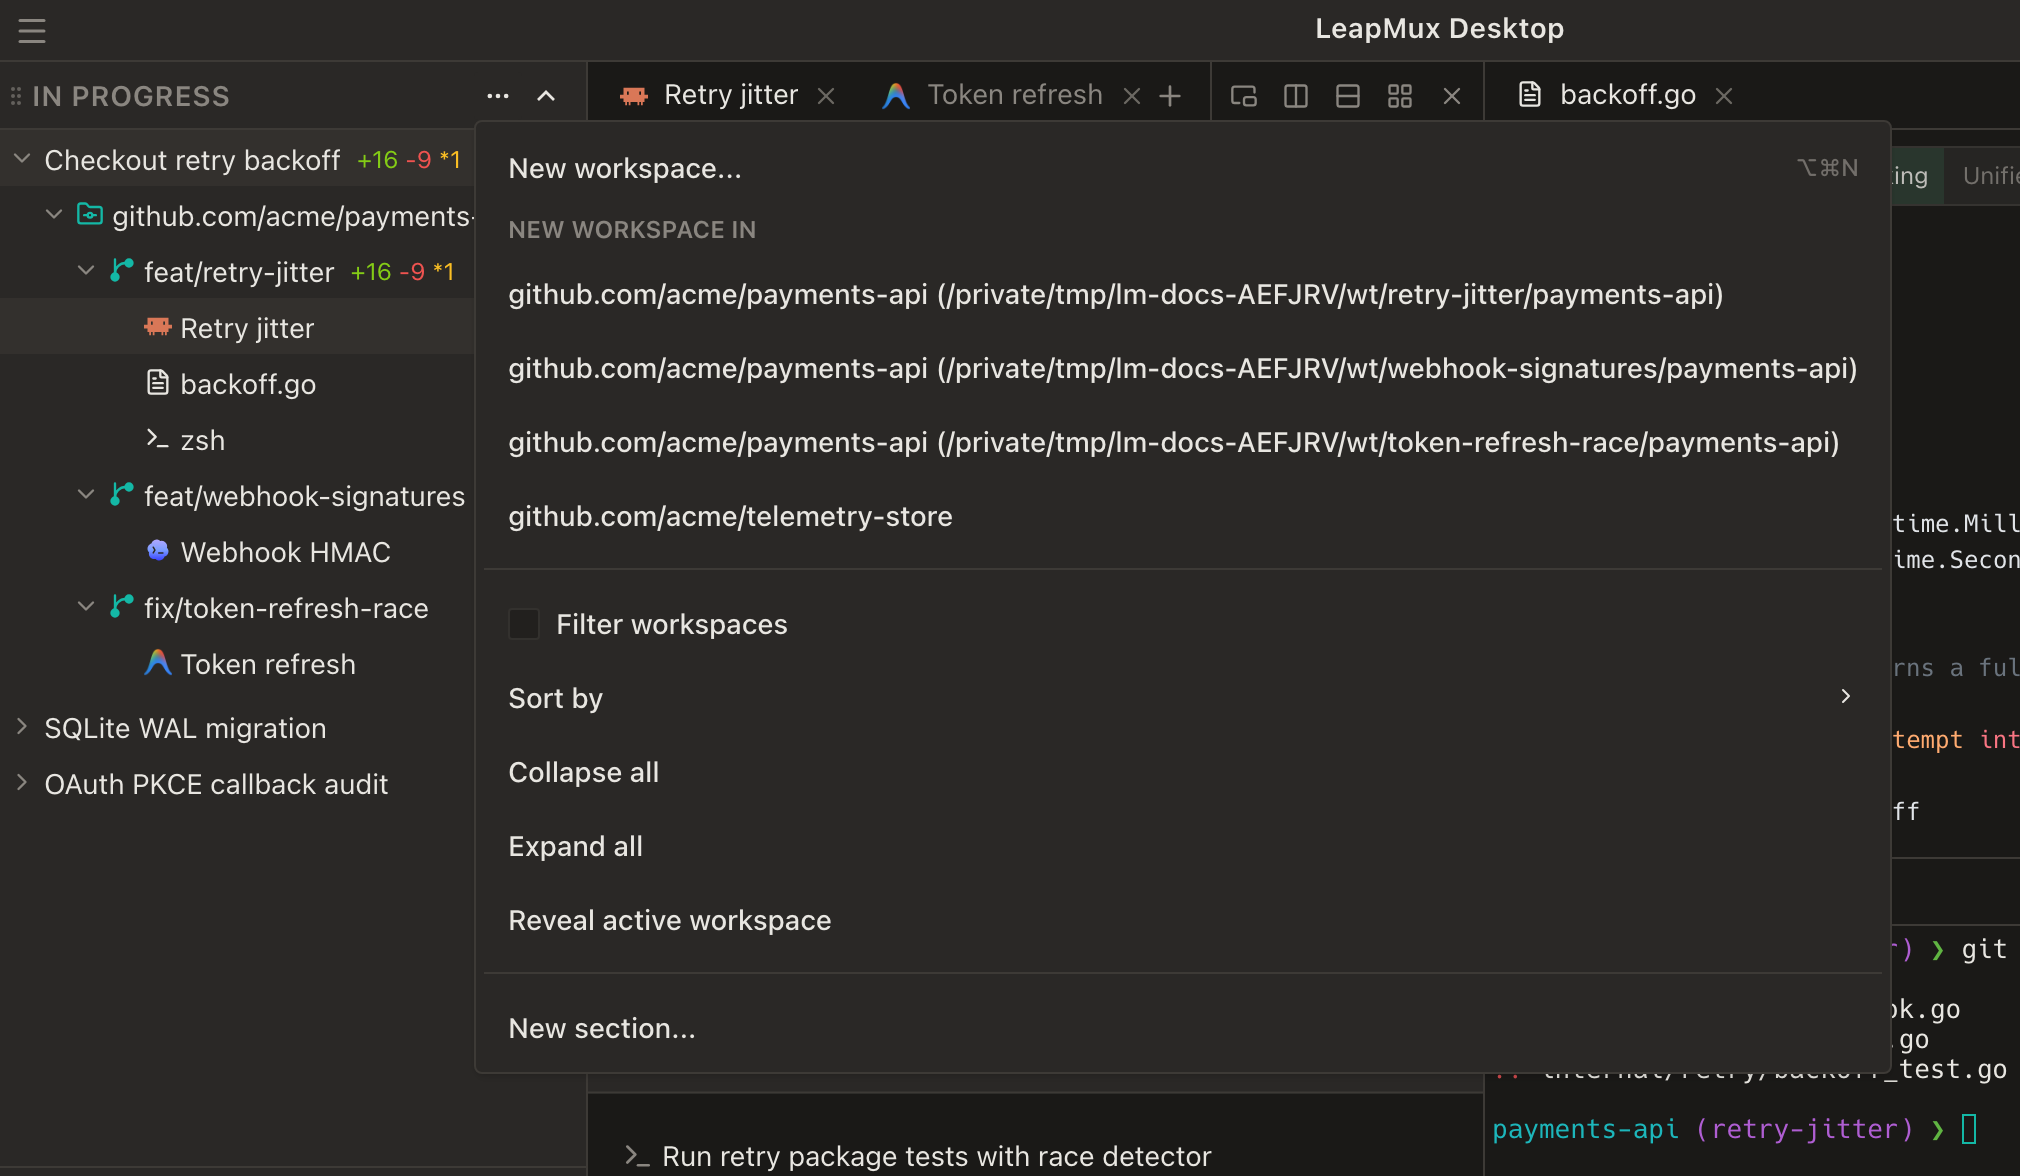 LeapMux Desktop
IN PROGRESS
Retry jitter
Token refresh
backoff.go
Checkout retry backoff +16 -9 *1
github.com/acme/payments-
feat/retry-jitter +16 -9 *1
Retry jitter
backoff.go
zsh
feat/webhook-signatures
Webhook HMAC
fix/token-refresh-race
Token refresh
SQLite WAL migration
OAuth PKCE callback audit
New workspace... ⌥⌘N
NEW WORKSPACE IN
github.com/acme/payments-api (/private/tmp/lm-docs-AEFJRV/wt/retry-jitter/payments-api)
github.com/acme/payments-api (/private/tmp/lm-docs-AEFJRV/wt/webhook-signatures/payments-api)
github.com/acme/payments-api (/private/tmp/lm-docs-AEFJRV/wt/token-refresh-race/payments-api)
github.com/acme/telemetry-store
Filter workspaces
Sort by
Collapse all
Expand all
Reveal active workspace
New section...
ing Unifie
time.Mill
ime.Secon
rns a ful
tempt int
ff
r) ❯ git
ok.go
.go
internal/retry/backoff_test.go
payments-api (retry-jitter) ❯
Run retry package tests with race detector